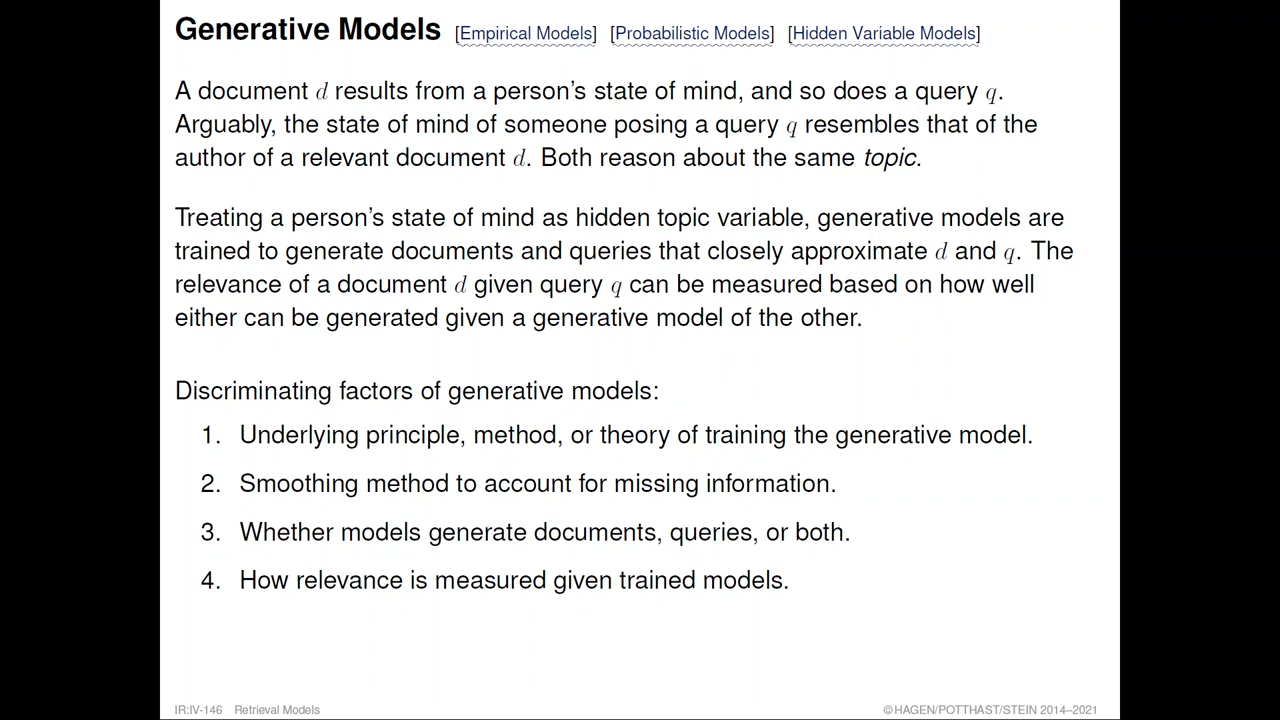 Generative Models [Empirical Models] [Probabilistic Models] [Hidden Variable Models]
A document d results from a person's state of mind, and so does a query q.
Arguably, the state of mind of someone posing a query q resembles that of the
author of a relevant document d. Both reason about the same topic.
Treating a person's state of mind as hidden topic variable, generative models are
trained to generate documents and queries that closely approximate d and q. The
relevance of a document d given query q can be measured based on how well
either can be generated given a generative model of the other.
Discriminating factors of generative models:
1. Underlying principle, method, or theory of training the generative model.
2. Smoothing method to account for missing information.
3. Whether models generate documents, queries, or both.
4. How relevance is measured given trained models.
IR:IV-146 Retrieval Models ©HAGEN/POTTHAST/STEIN 2014–2021